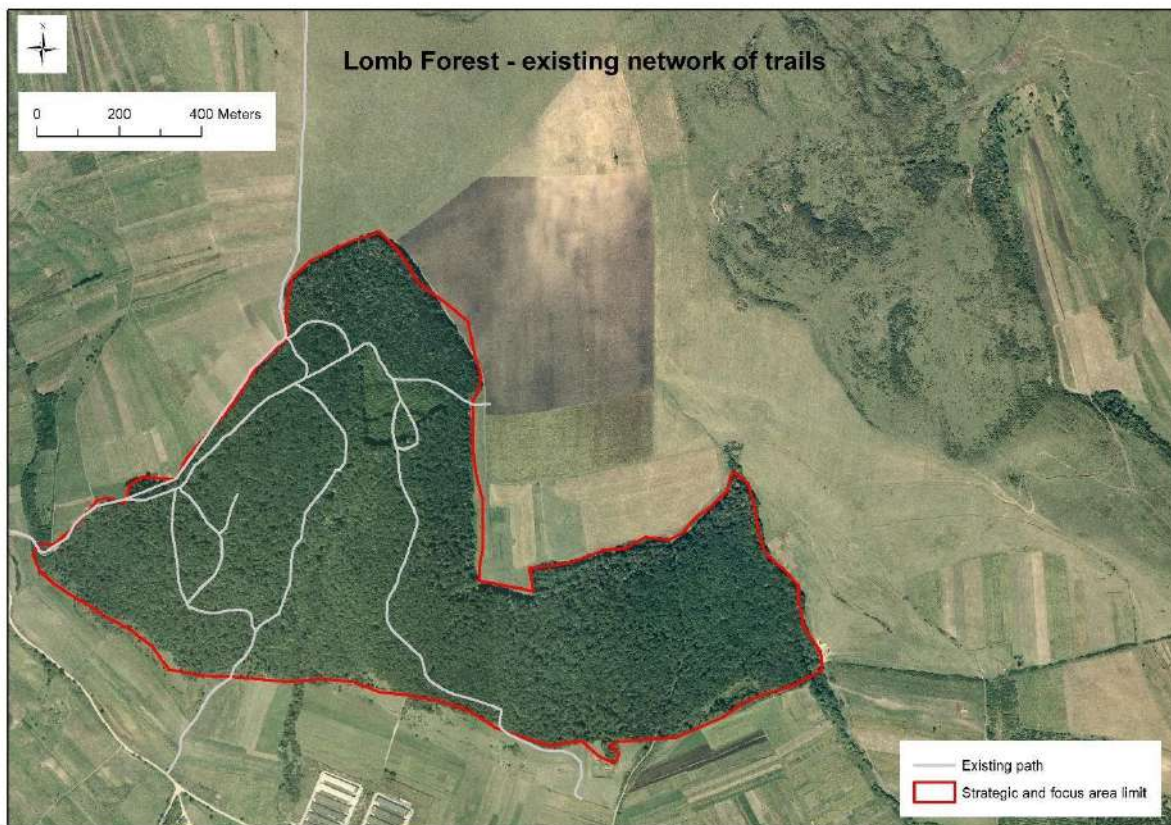 N
Lomb Forest - existing network of trails
0 200 400 Meters
Existing path
Strategic and focus area limit